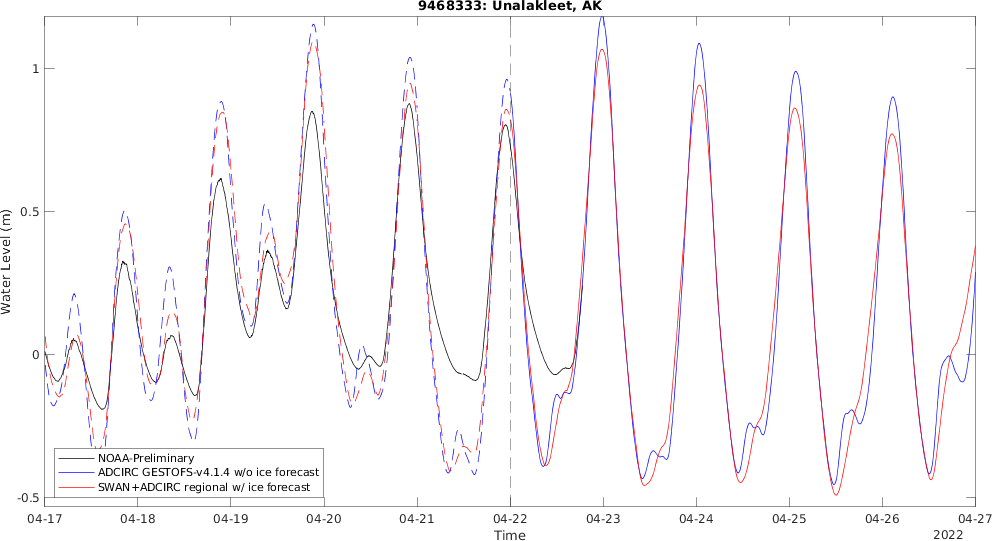 9468333: Unalakleet, AK
Water Level (m)
1
0.5
0
-0.5
NOAA-Preliminary
ADCIRC GESTOFS-v4.1.4 w/o ice forecast
SWAN+ADCIRC regional w/ ice forecast
04-17 04-18 04-19 04-20 04-21 04-22 04-23 04-24 04-25 04-26 04-27
Time
2022